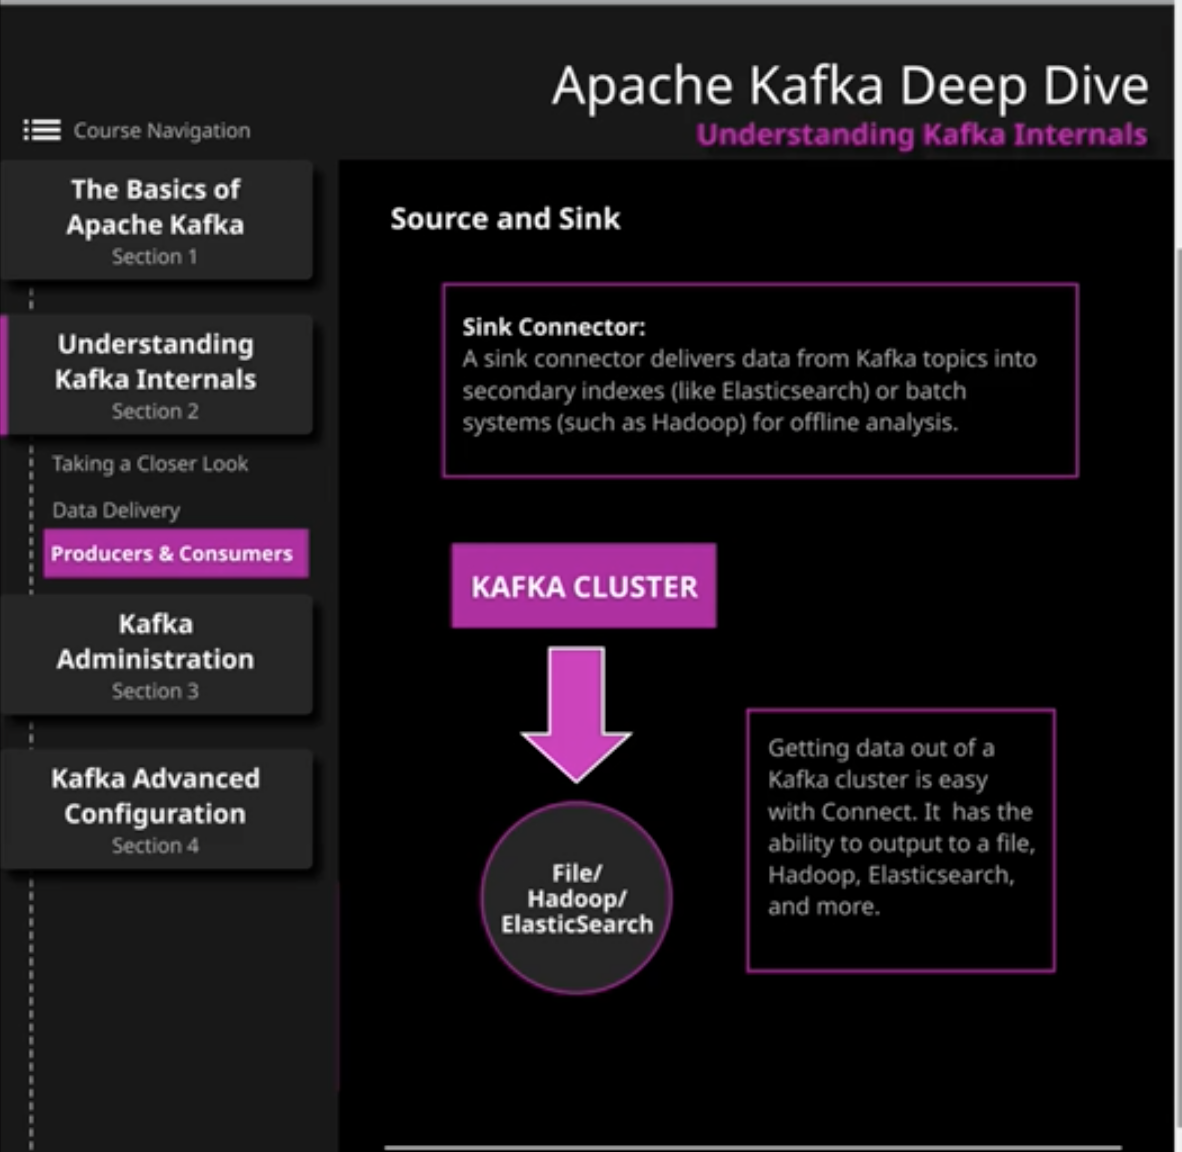 Apache Kafka Deep Dive
Understanding Kafka Internals
Course Navigation
The Basics of
Apache Kafka
Section 1
Understanding
Kafka Internals
Section 2
Taking a Closer Look
Data Delivery
Producers & Consumers
Kafka
Administration
Section 3
Kafka Advanced
Configuration
Section 4
Source and Sink
Sink Connector:
A sink connector delivers data from Kafka topics into
secondary indexes (like Elasticsearch) or batch
systems (such as Hadoop) for offline analysis.
KAFKA CLUSTER
File/
Hadoop/
ElasticSearch
Getting data out of a
Kafka cluster is easy
with Connect. It  has the
ability to output to a file,
Hadoop, Elasticsearch,
and more.